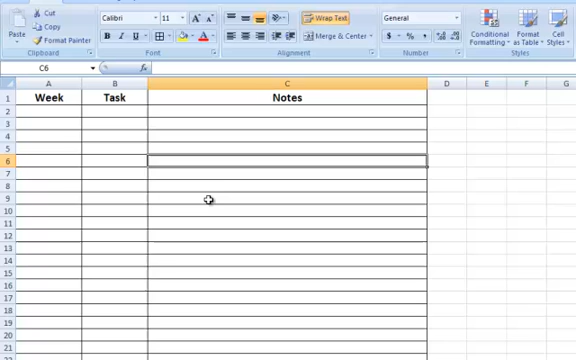 Cut
Copy
Format Painter
Paste
Clipboard
Calibri 11 A A
B I U A
Font
Wrap Text
Merge & Center
Alignment
General
$ % ,
Number
Conditional Formatting
Format as Table
Cell Styles
Styles
C6 fx
A B C D E F G
1 Week Task Notes
2
3
4
5
6
7
8
9
10
11
12
13
14
15
16
17
18
19
20
21